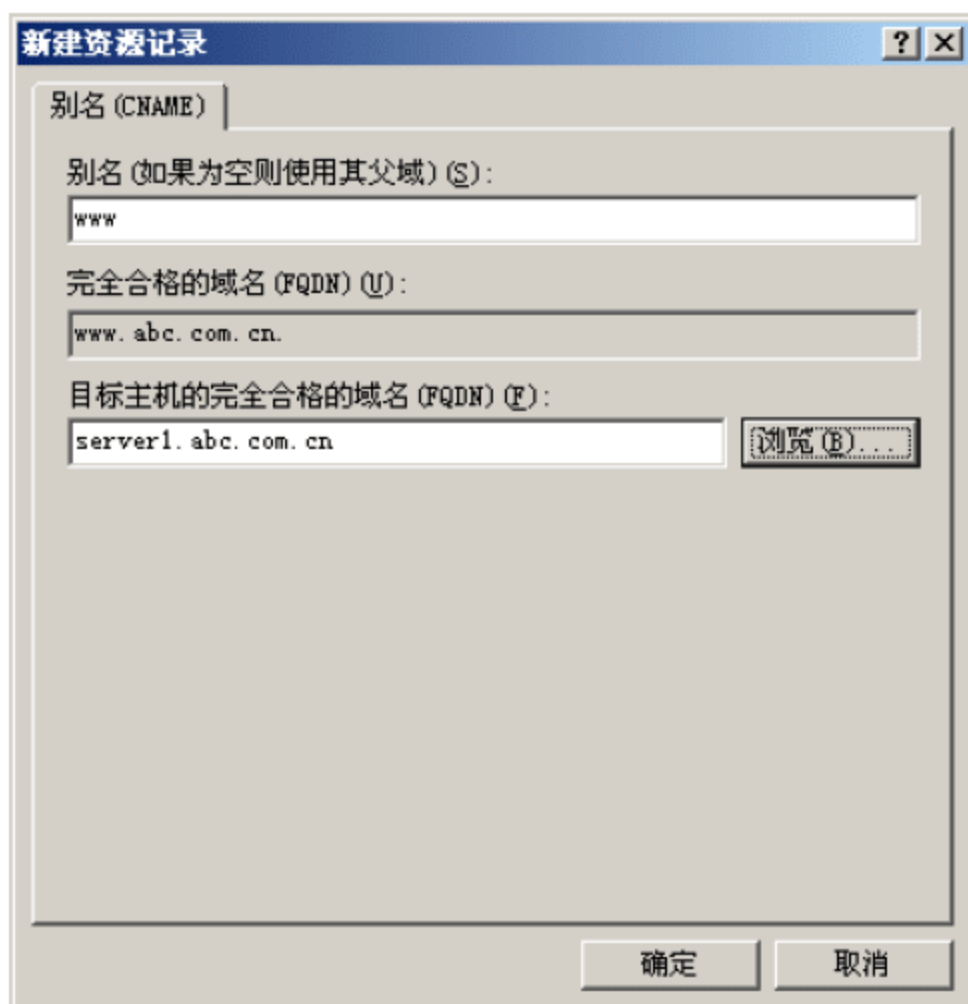 新建资源记录
别名(CNAME)
别名(如果为空则使用其父域)(S):
www
完全合格的域名(FQDN)(U):
www.abc.com.cn.
目标主机的完全合格的域名(FQDN)(F):
server1.abc.com.cn 浏览(B)...
确定 取消